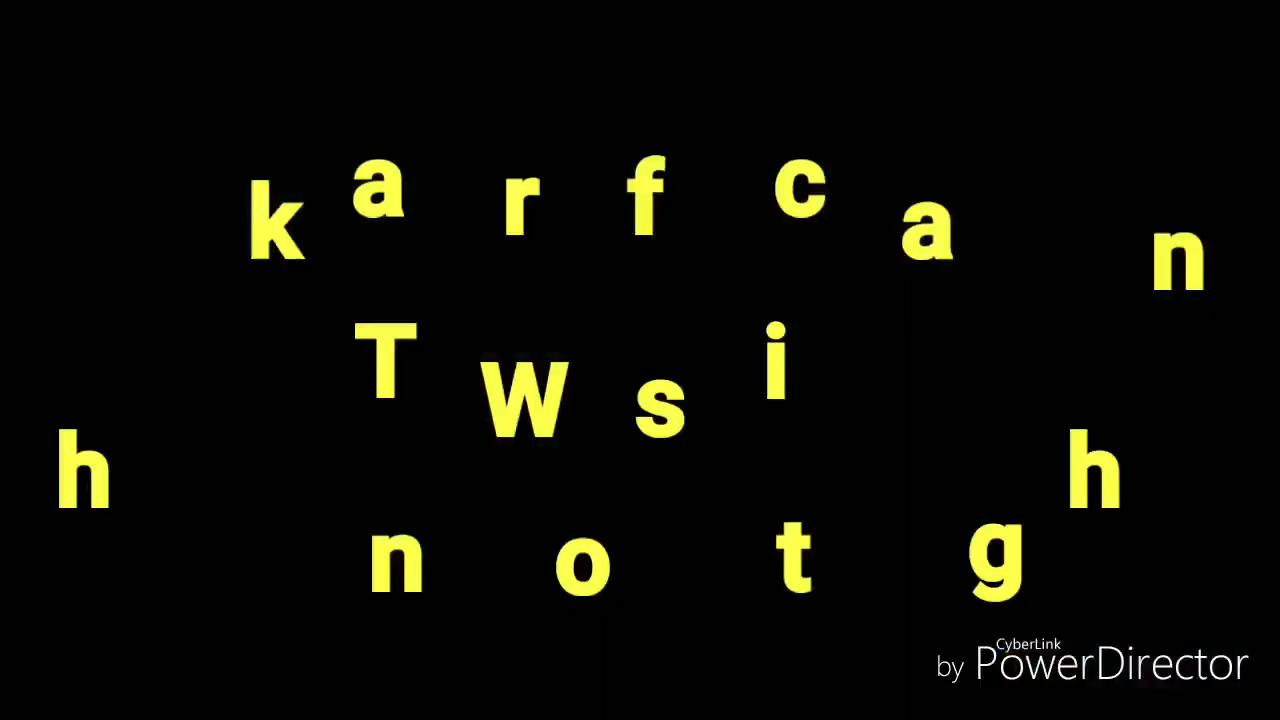 k a r f c a n
T W s i
h h
n o t g
CyberLink
by PowerDirector